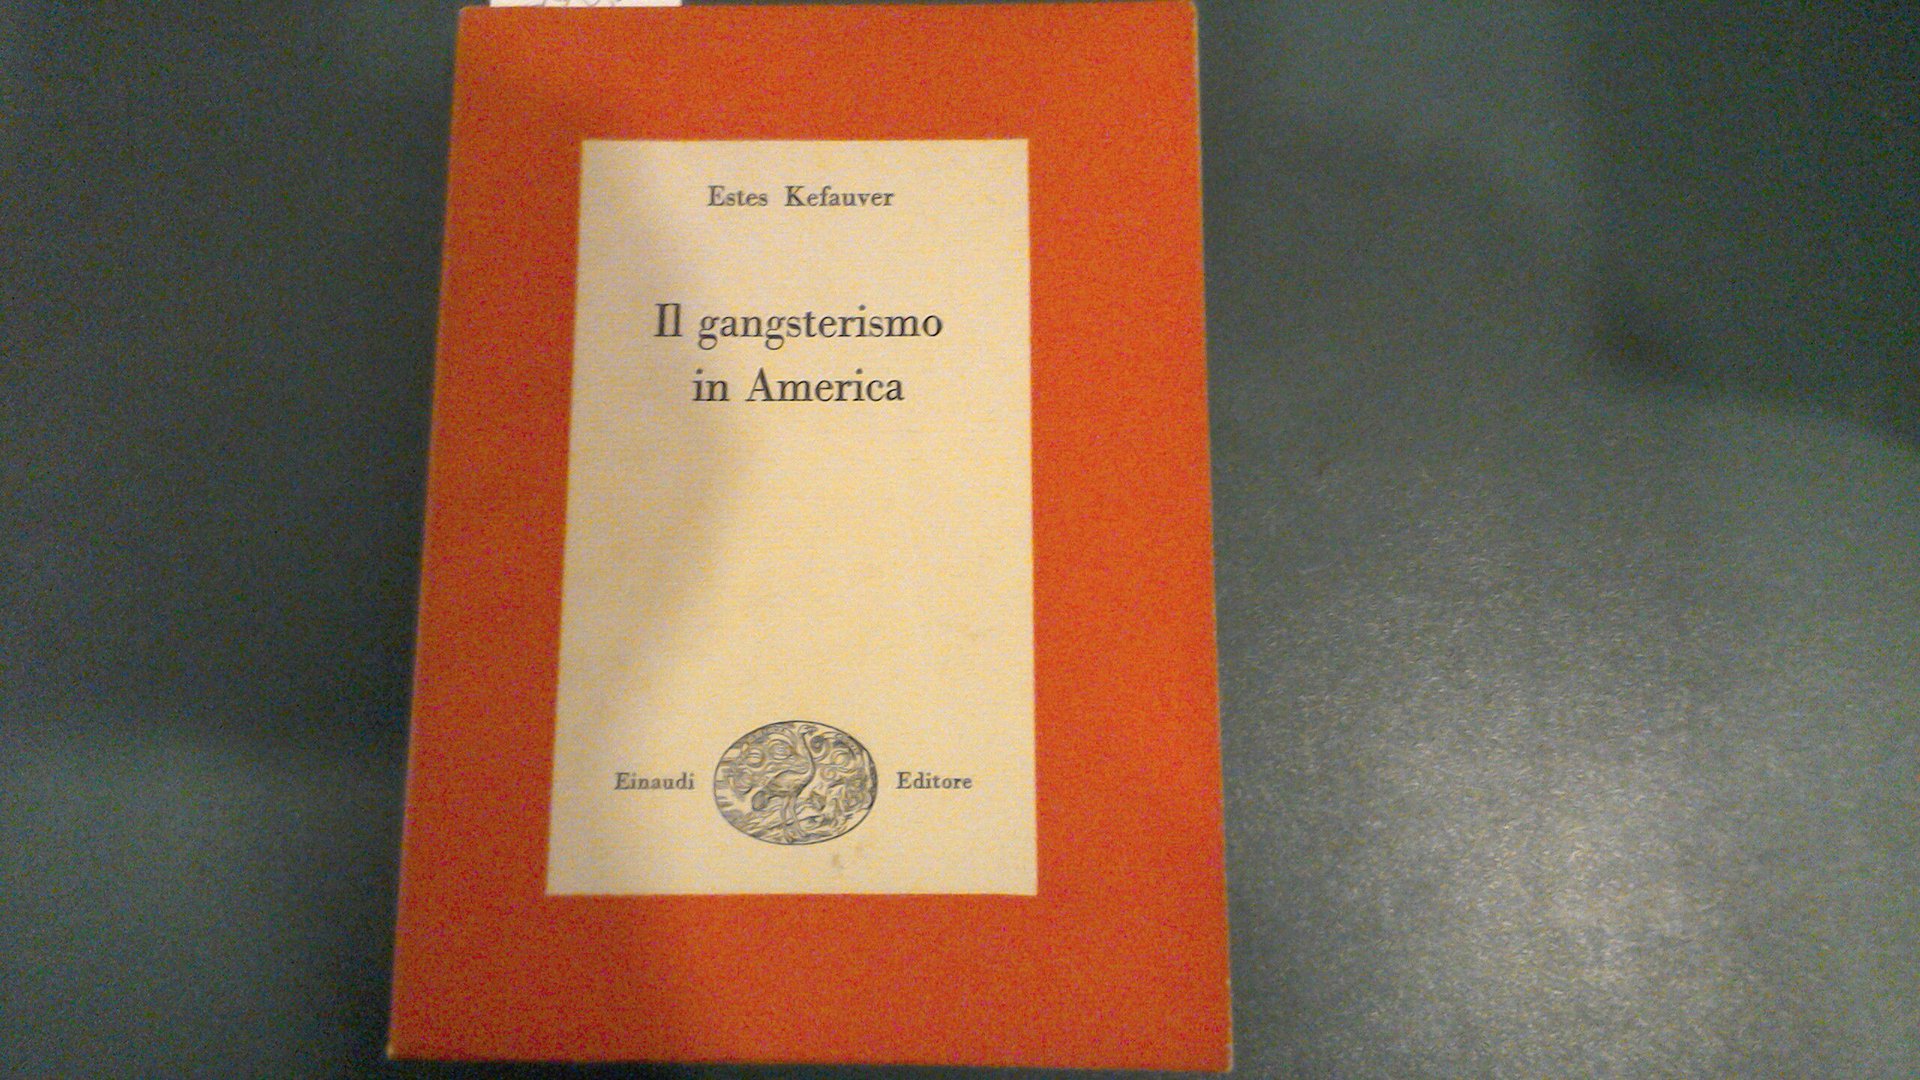 Estes Kefauver
Il gangsterismo
in America
Einaudi Editore